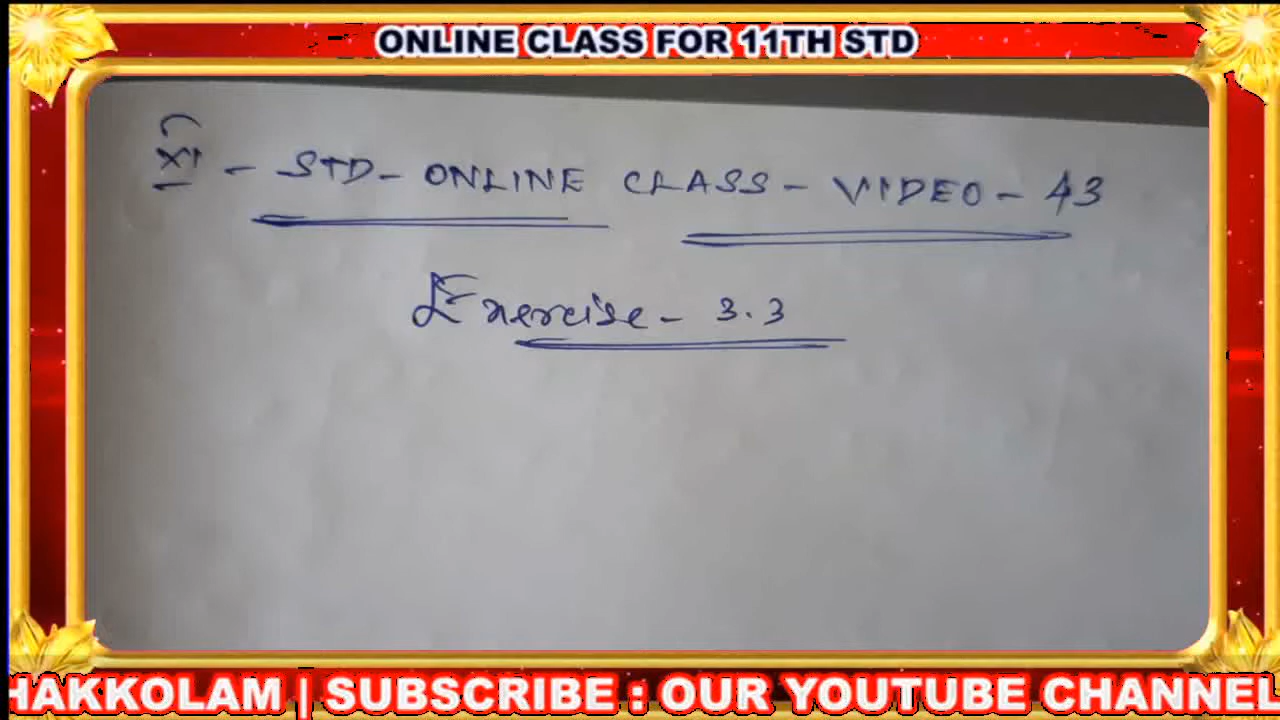 ONLINE CLASS FOR 11TH STD
XI - STD - ONLINE CLASS - VIDEO - 43
Exercise - 3.3
HAKKOLAM | SUBSCRIBE : OUR YOUTUBE CHANNEL